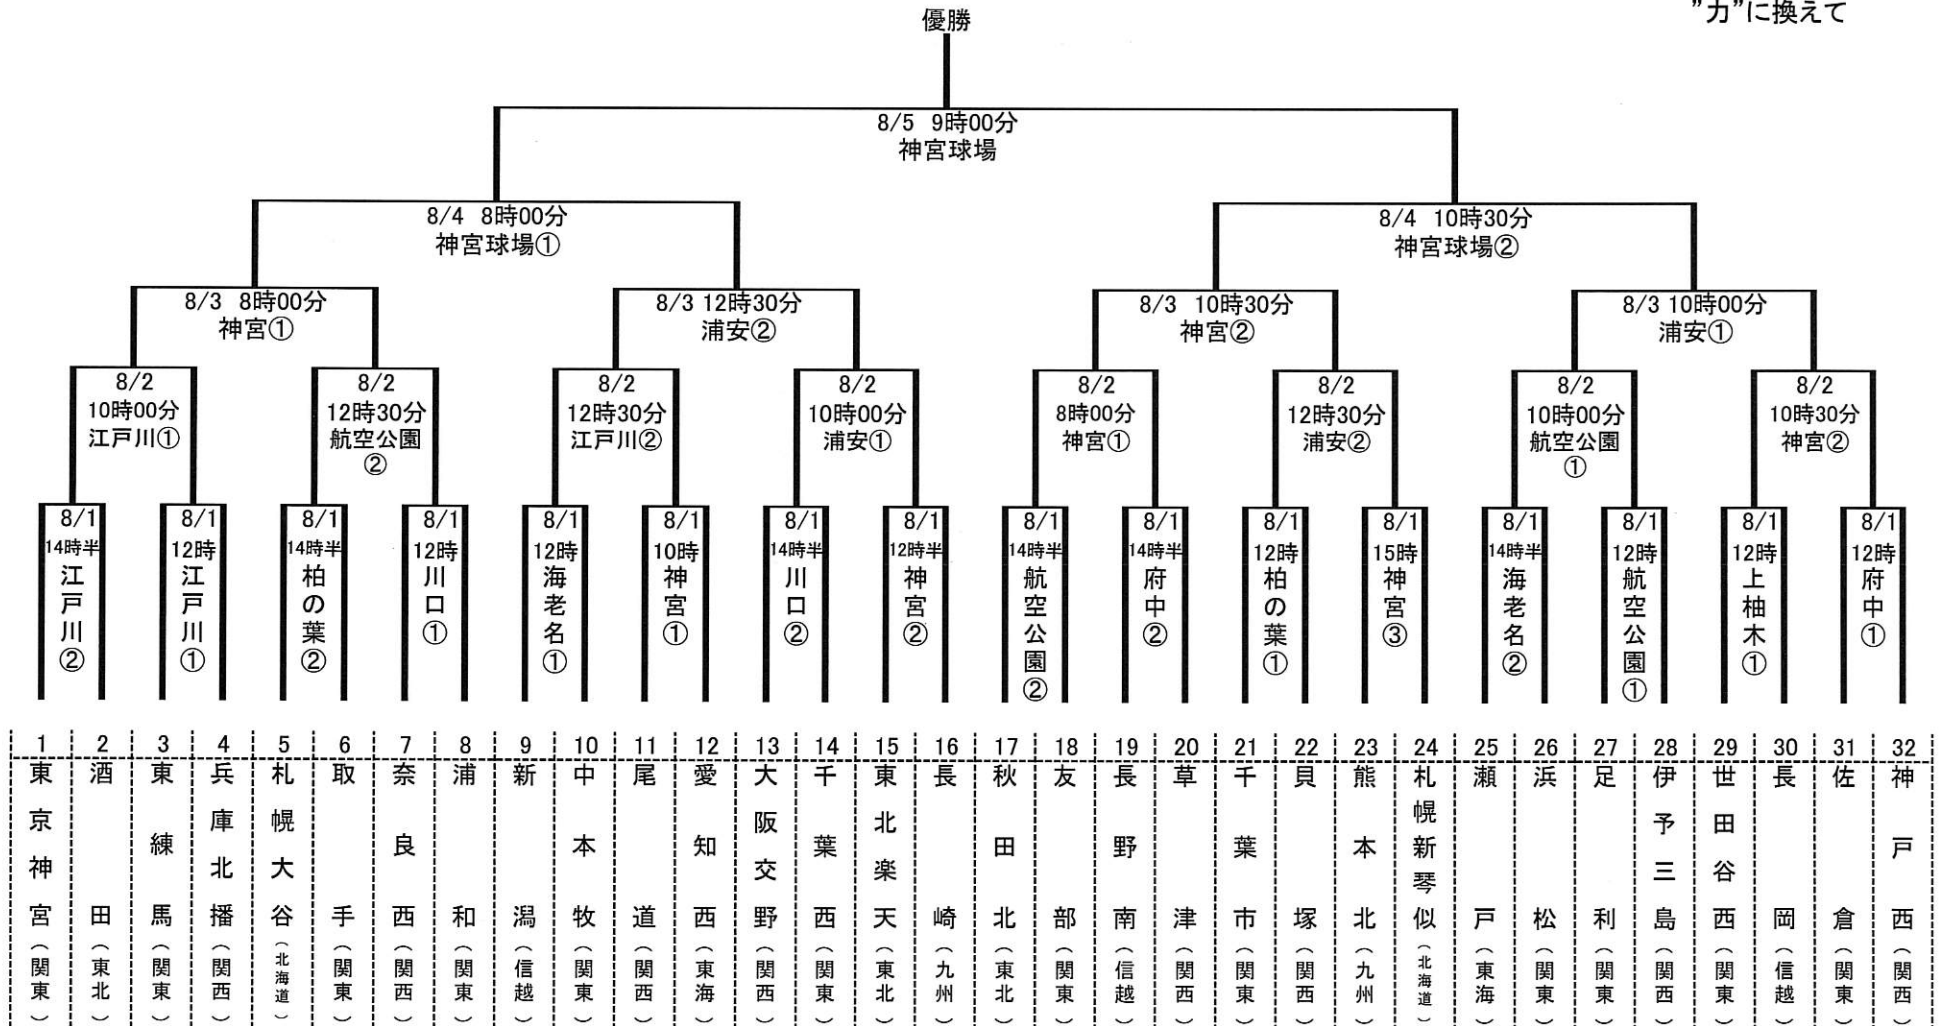 ”力”に換えて
優勝
8/5 9時00分
神宮球場
8/4 8時00分
神宮球場①
8/4 10時30分
神宮球場②
8/3 8時00分
神宮①
8/3 12時30分
浦安②
8/3 10時30分
神宮②
8/3 10時00分
浦安①
8/2
10時00分
江戸川①
8/2
12時30分
航空公園
②
8/2
12時30分
江戸川②
8/2
10時00分
浦安①
8/2
8時00分
神宮①
8/2
12時30分
浦安②
8/2
10時00分
航空公園
①
8/2
10時30分
神宮②
8/1
14時半
江戸川②
8/1
12時
江戸川①
8/1
14時半
柏の葉②
8/1
12時
川口①
8/1
12時
海老名①
8/1
10時
神宮①
8/1
14時半
川口②
8/1
12時半
神宮②
8/1
14時半
航空公園②
8/1
14時半
府中②
8/1
12時
柏の葉①
8/1
15時
神宮③
8/1
14時半
海老名②
8/1
12時
航空公園①
8/1
12時
上柚木①
8/1
12時
府中①
1
東京神宮(関東)
2
酒田(東北)
3
東練馬(関東)
4
兵庫北播(関西)
5
札幌大谷(北海道)
6
取手(関東)
7
奈良西(関西)
8
浦和(関東)
9
新潟(信越)
10
中本牧(関東)
11
尾道(関西)
12
愛知西(東海)
13
大阪交野(関西)
14
千葉西(関東)
15
東北楽天(東北)
16
長崎(九州)
17
秋田北(東北)
18
友部(関東)
19
長野南(信越)
20
草津(関西)
21
千葉市(関東)
22
貝塚(関西)
23
熊本北(九州)
24
札幌新琴似(北海道)
25
瀬戸(東海)
26
浜松(関東)
27
足利(関東)
28
伊予三島(関西)
29
世田谷西(関東)
30
長岡(信越)
31
佐倉(関東)
32
神戸西(関西)